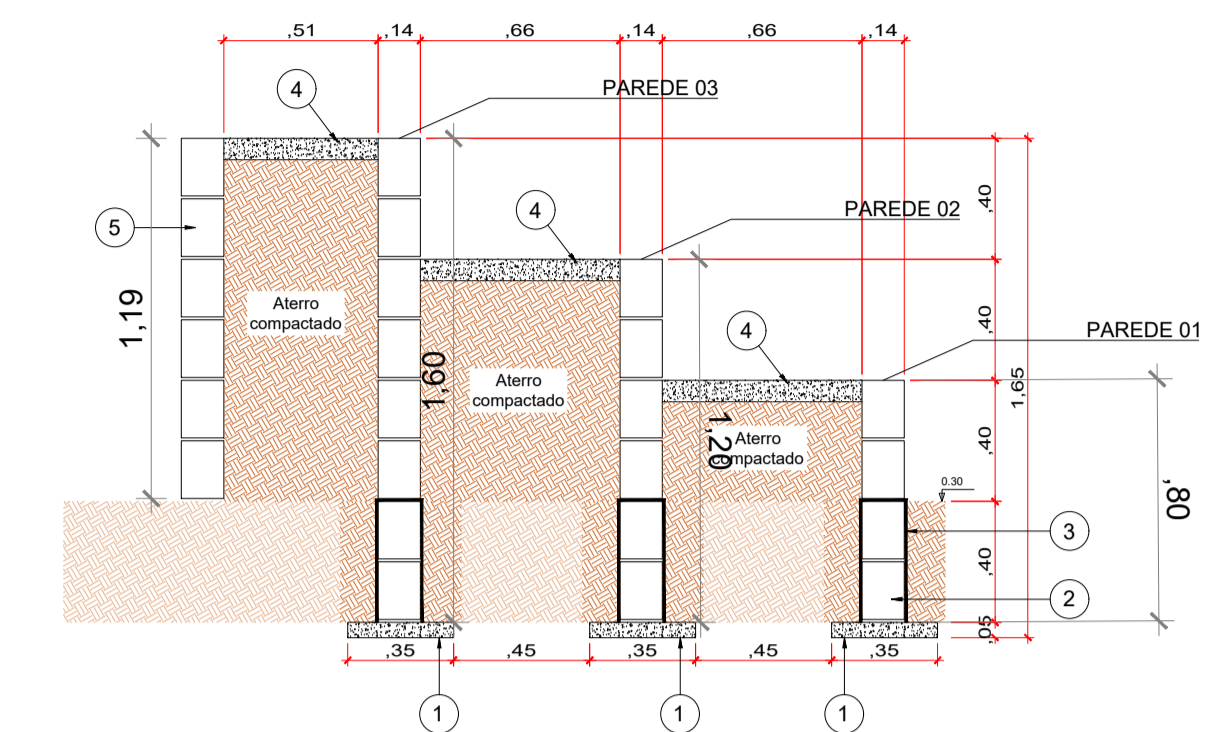 ,51 ,14 ,66 ,14 ,66 ,14
4
PAREDE 03
,40
4
PAREDE 02
5
1,19
Aterro
compactado
,40
4
PAREDE 01
1,60
Aterro
compactado
1,65
1,20
Aterro
compactado
,40
0.30
,80
3
,40
2
,05
,35 ,45 ,35 ,45 ,35
1 1 1